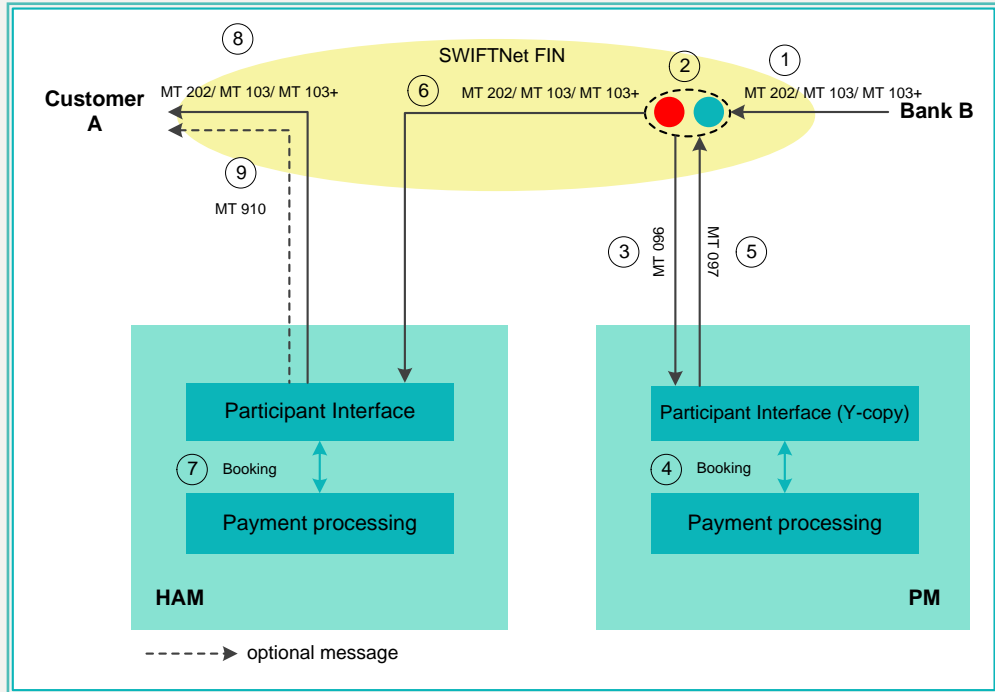 SWIFTNet FIN
8
2
1
6
MT 202/ MT 103/ MT 103+
MT 202/ MT 103/ MT 103+
MT 202/ MT 103/ MT 103+
Customer
A
Bank B
9
MT 910
3
MT 096
MT 097
5
Participant Interface
Participant Interface (Y-copy)
7
Booking
4
Booking
Payment processing
Payment processing
HAM
PM
optional message